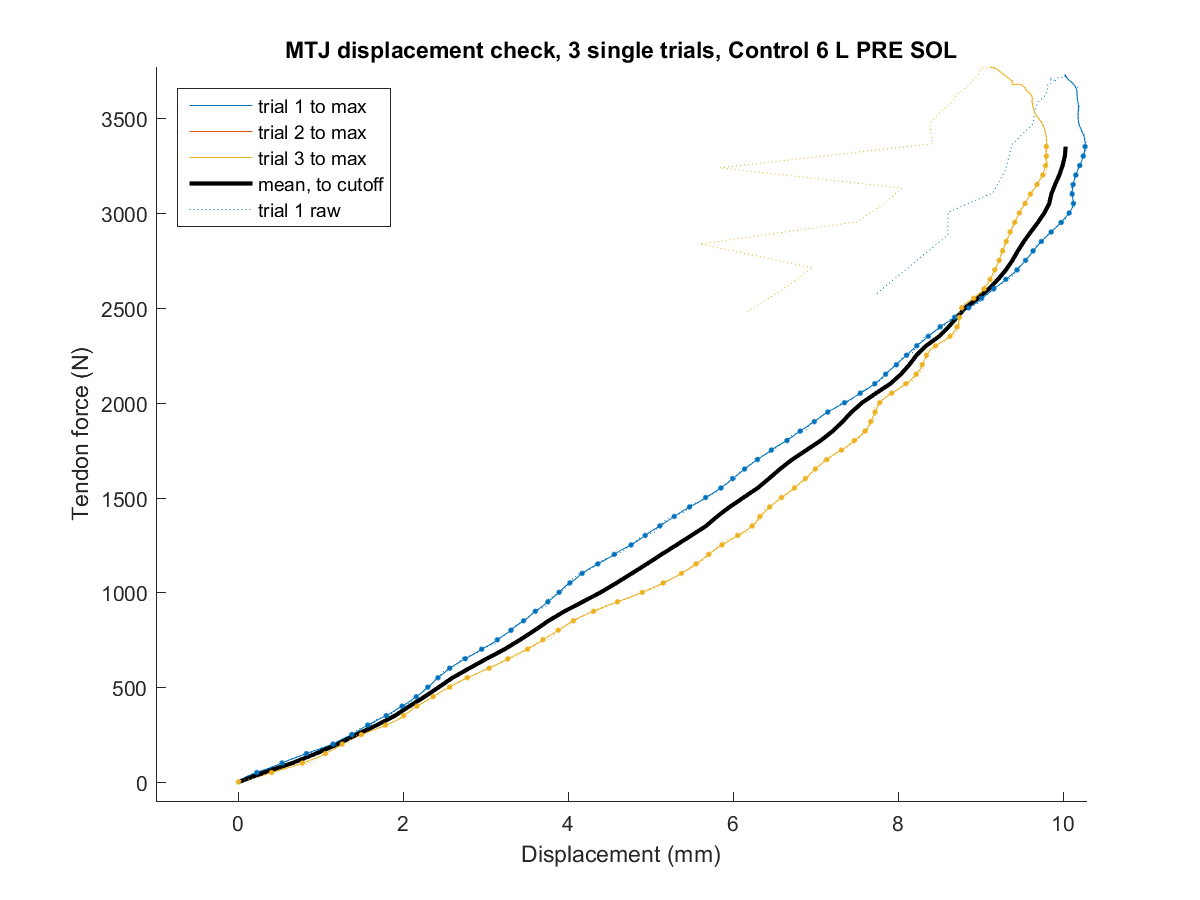 MTJ displacement check, 3 single trials, Control 6 L PRE SOL
trial 1 to max
trial 2 to max
trial 3 to max
mean, to cutoff
trial 1 raw
3500
3000
2500
2000
1500
1000
500
0
Tendon force (N)
0 2 4 6 8 10
Displacement (mm)